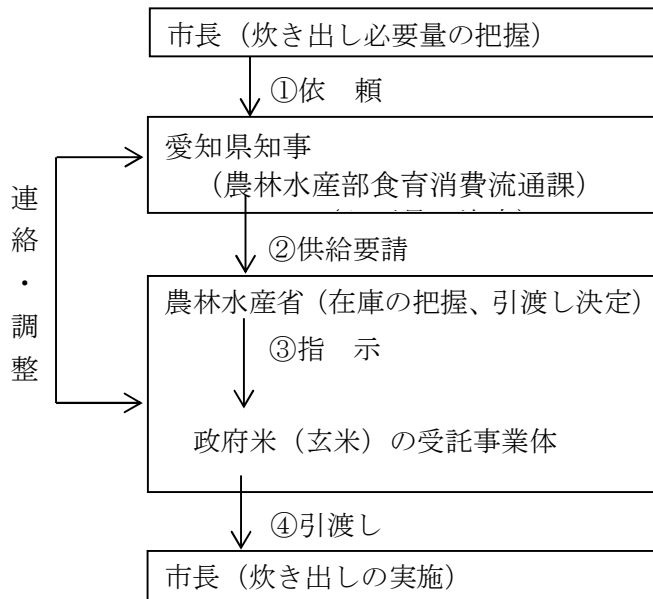 市長（炊き出し必要量の把握）
①依　頼
愛知県知事
（農林水産部食育消費流通課）
②供給要請
連絡・調整
農林水産省（在庫の把握、引渡し決定）
③指　示
政府米（玄米）の受託事業体
④引渡し
市長（炊き出しの実施）